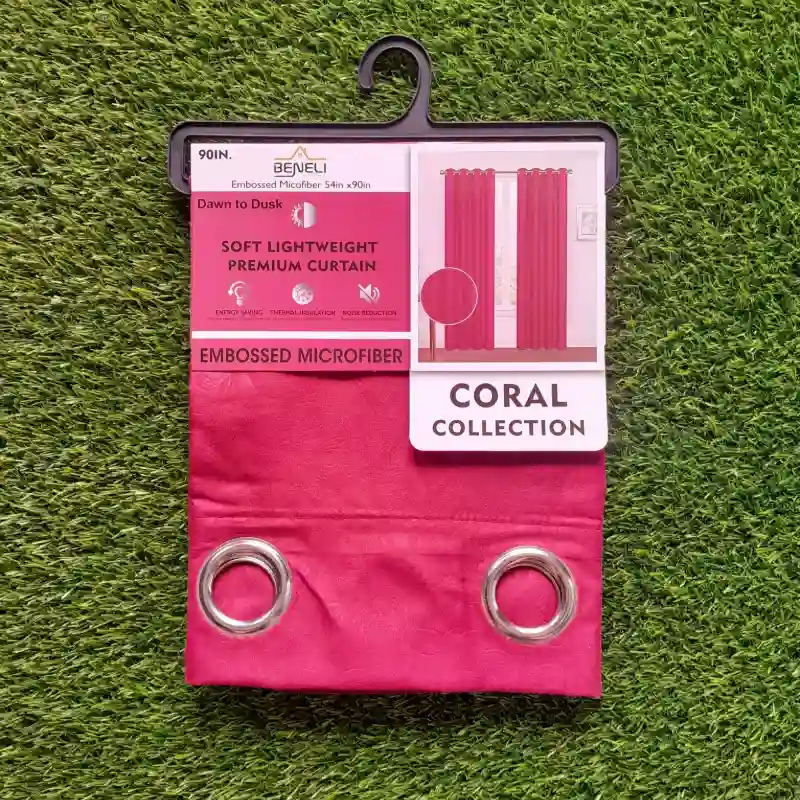 90IN.
BENELI
Embossed Micofiber 54in x90in
Dawn to Dusk
SOFT LIGHTWEIGHT
PREMIUM CURTAIN
ENERGY SAVING THERMAL INSULATION NOISE REDUCTION
EMBOSSED MICROFIBER
CORAL
COLLECTION